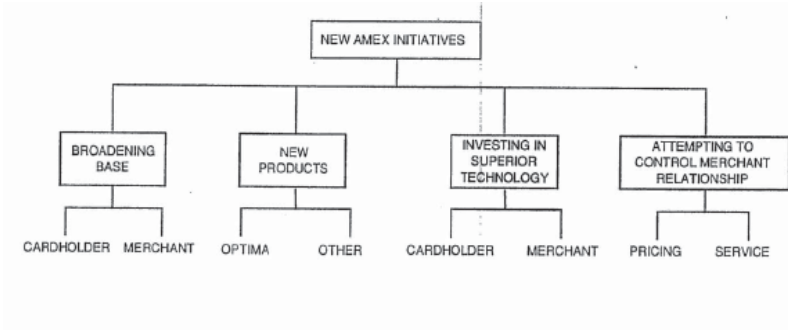 NEW AMEX INITIATIVES
BROADENING
BASE
NEW
PRODUCTS
INVESTING IN
SUPERIOR
TECHNOLOGY
ATTEMPTING TO
CONTROL MERCHANT
RELATIONSHIP
CARDHOLDER
MERCHANT
OPTIMA
OTHER
CARDHOLDER
MERCHANT
PRICING
SERVICE